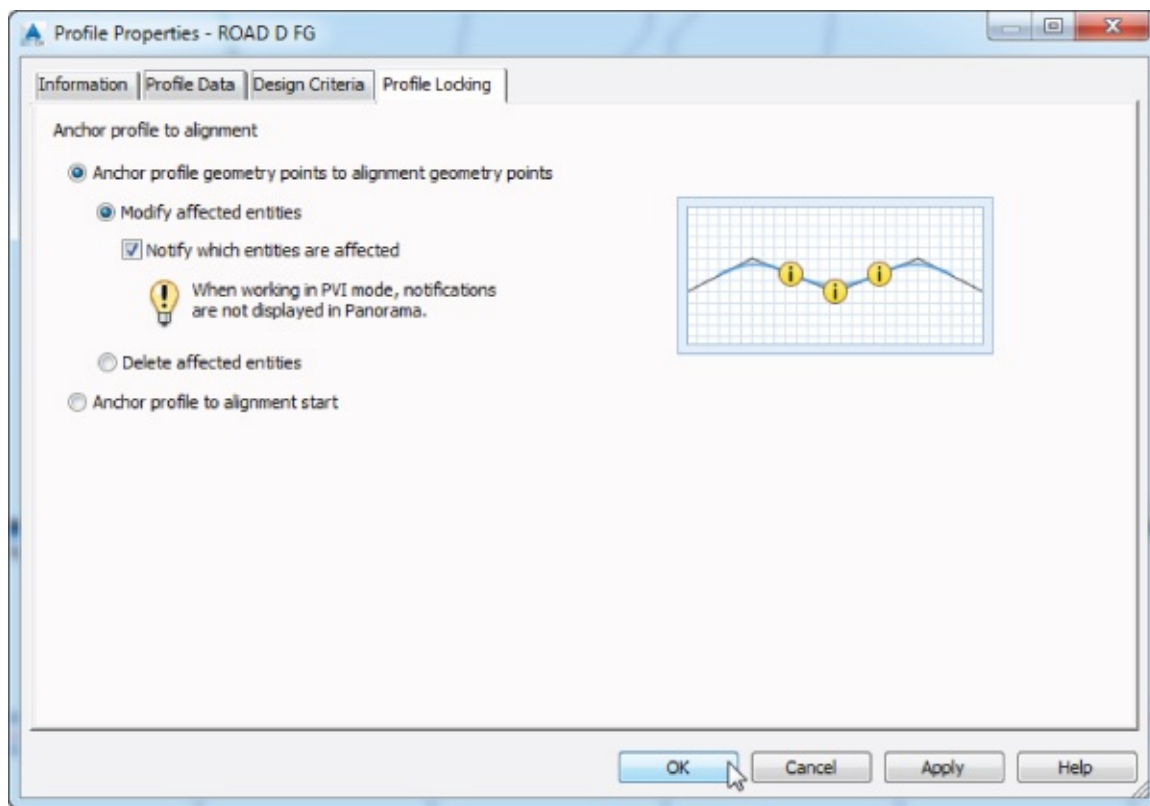 Profile Properties - ROAD D FG
Information Profile Data Design Criteria Profile Locking
Anchor profile to alignment
Anchor profile geometry points to alignment geometry points
Modify affected entities
Notify which entities are affected
When working in PVI mode, notifications
are not displayed in Panorama.
Delete affected entities
Anchor profile to alignment start
i i i
OK Cancel Apply Help